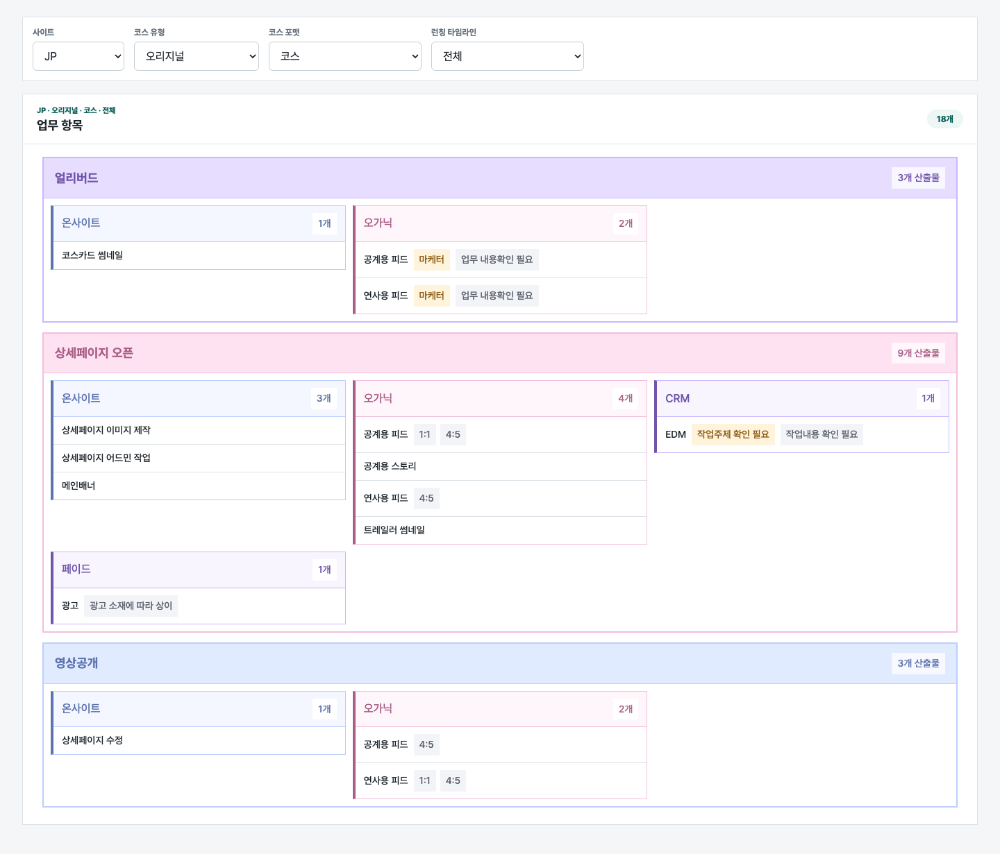 사이트 코스 유형 코스 포맷 런칭 타임라인
JP 오리지널 코스 전체
JP · 오리지널 · 코스 · 전체
업무 항목
18개
얼리버드
3개 산출물
온사이트 1개
코스카드 썸네일
오가닉 2개
공계용 피드 마케터 업무 내용확인 필요
연사용 피드 마케터 업무 내용확인 필요
상세페이지 오픈
9개 산출물
온사이트 3개
상세페이지 이미지 제작
상세페이지 어드민 작업
메인배너
오가닉 4개
공계용 피드 1:1 4:5
공계용 스토리
연사용 피드 4:5
트레일러 썸네일
CRM 1개
EDM 작업주체 확인 필요 작업내용 확인 필요
페이드 1개
광고 광고 소재에 따라 상이
영상공개
3개 산출물
온사이트 1개
상세페이지 수정
오가닉 2개
공계용 피드 4:5
연사용 피드 1:1 4:5